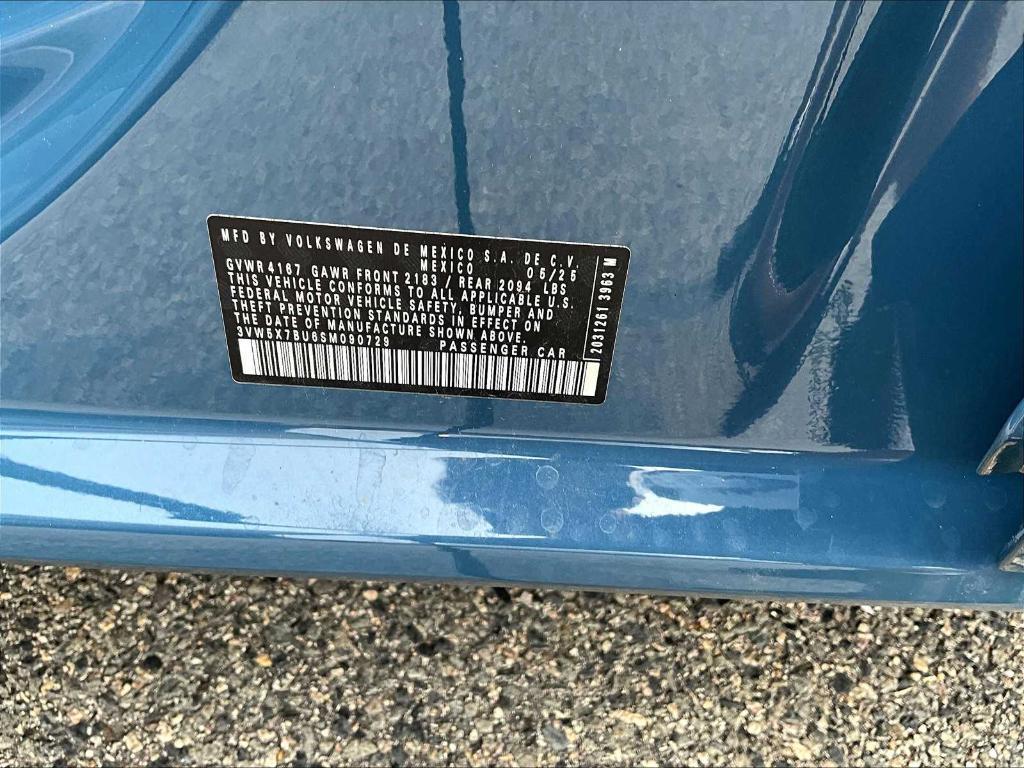 MFD BY VOLKSWAGEN DE MEXICO S.A. DE C.V.
MEXICO 05/25
GVWR 4167 GAWR FRONT 2183 / REAR 2094 LBS
THIS VEHICLE CONFORMS TO ALL APPLICABLE U.S.
FEDERAL MOTOR VEHICLE SAFETY, BUMPER AND
THEFT PREVENTION STANDARDS IN EFFECT ON
THE DATE OF MANUFACTURE SHOWN ABOVE.
3VW6X7BU6SM090729 PASSENGER CAR
2031261 3963 M